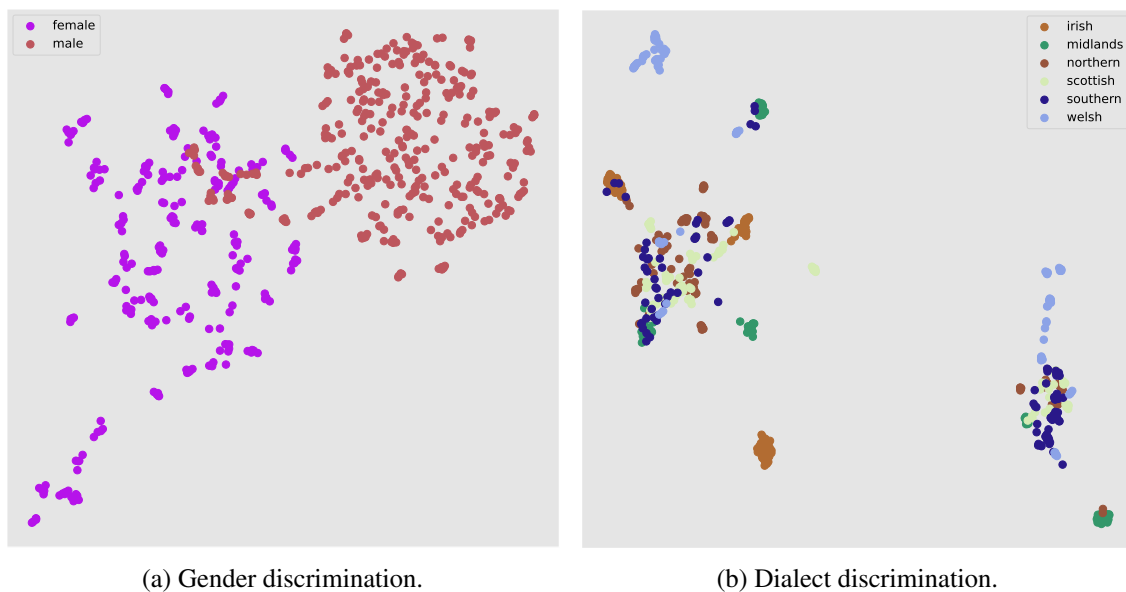 female
male
irish
midlands
northern
scottish
southern
welsh
(a) Gender discrimination.
(b) Dialect discrimination.